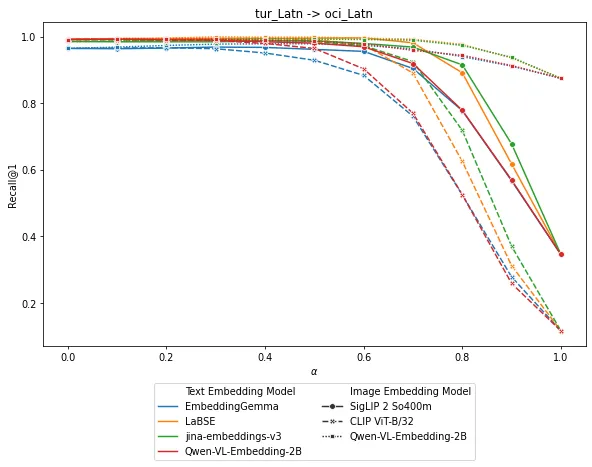 tur_Latn -> oci_Latn
Recall@1
1.0
0.8
0.6
0.4
0.2
0.0 0.2 0.4 0.6 0.8 1.0
α
Text Embedding Model Image Embedding Model
EmbeddingGemma SigLIP 2 So400m
LaBSE CLIP ViT-B/32
jina-embeddings-v3 Qwen-VL-Embedding-2B
Qwen-VL-Embedding-2B